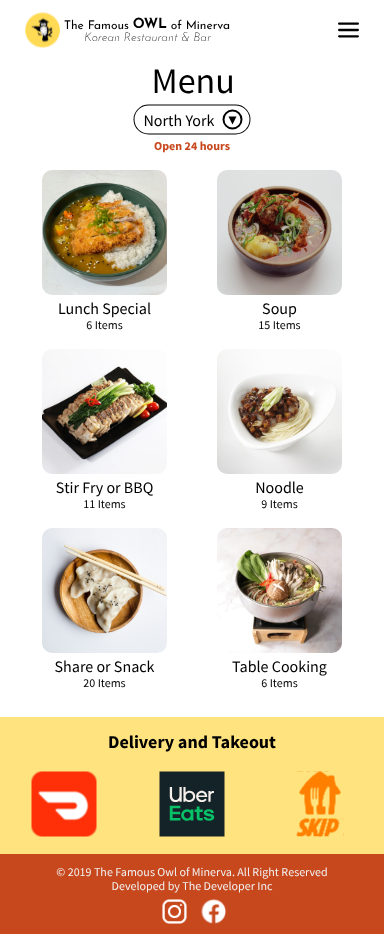 The Famous OWL of Minerva
Korean Restaurant & Bar
Menu
North York
Open 24 hours
Lunch Special
6 Items
Soup
15 Items
Stir Fry or BBQ
11 Items
Noodle
9 Items
Share or Snack
20 Items
Table Cooking
6 Items
Delivery and Takeout
Uber
Eats
SKIP
© 2019 The Famous Owl of Minerva. All Right Reserved
Developed by The Developer Inc